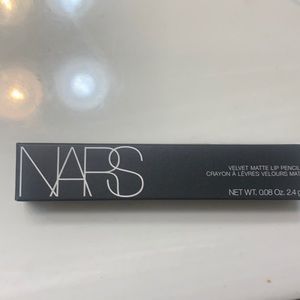 NARS
VELVET MATTE LIP PENCIL
CRAYON À LÈVRES VELOURS MAT
NET WT. 0.08 Oz. 2.4 g